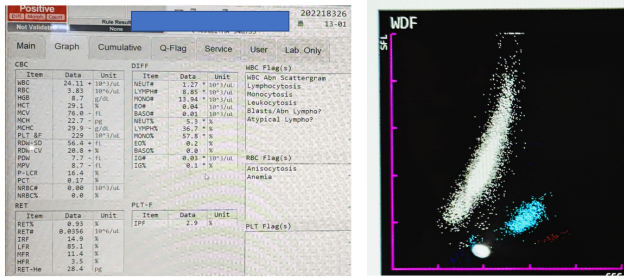 Positive
Diff. Morph. Count
202218326
Rule Result
13-01
Not Validated
None
Main Graph Cumulative Q-Flag Service User Lab. Only
CBC
Item Data Unit
WBC 24.11 + 10^3/uL
RBC 3.83 10^6/uL
HGB 8.7 - g/dL
HCT 29.1 %
MCV 76.0 - fL
MCH 22.7 - pg
MCHC 29.9 - g/dL
PLT &F 229 10^3/uL
RDW-SD 56.4 + fL
RDW-CV 20.8 + %
PDW 7.7 - fL
MPV 8.7 - fL
P-LCR 16.4 %
PCT 0.17 %
NRBC# 0.00 10^3/uL
NRBC% 0.0 %
RET
Item Data Unit
RET% 0.93 %
RET# 0.0356 10^6/uL
IRF 14.9 %
LFR 85.1 %
MFR 11.4 %
HFR 3.5 %
RET-He 28.4 pg
DIFF
Item Data Unit
NEUT# 1.27 * 10^3/uL
LYMPH# 8.85 * 10^3/uL
MONO# 13.94 * 10^3/uL
EO# 0.04 10^3/uL
BASO# 0.01 10^3/uL
NEUT% 5.3 * %
LYMPH% 36.7 * %
MONO% 57.8 * %
EO% 0.2 %
BASO% 0.0 %
IG# 0.03 * 10^3/uL
IG% 0.1 * %
PLT-F
Item Data Unit
IPF 2.9 %
WBC Flag(s)
WBC Abn Scattergram
Lymphocytosis
Monocytosis
Leukocytosis
Blasts/Abn Lympho?
Atypical Lympho?
RBC Flag(s)
Anisocytosis
Anemia
PLT Flag(s)
WDF
SFL
SSC